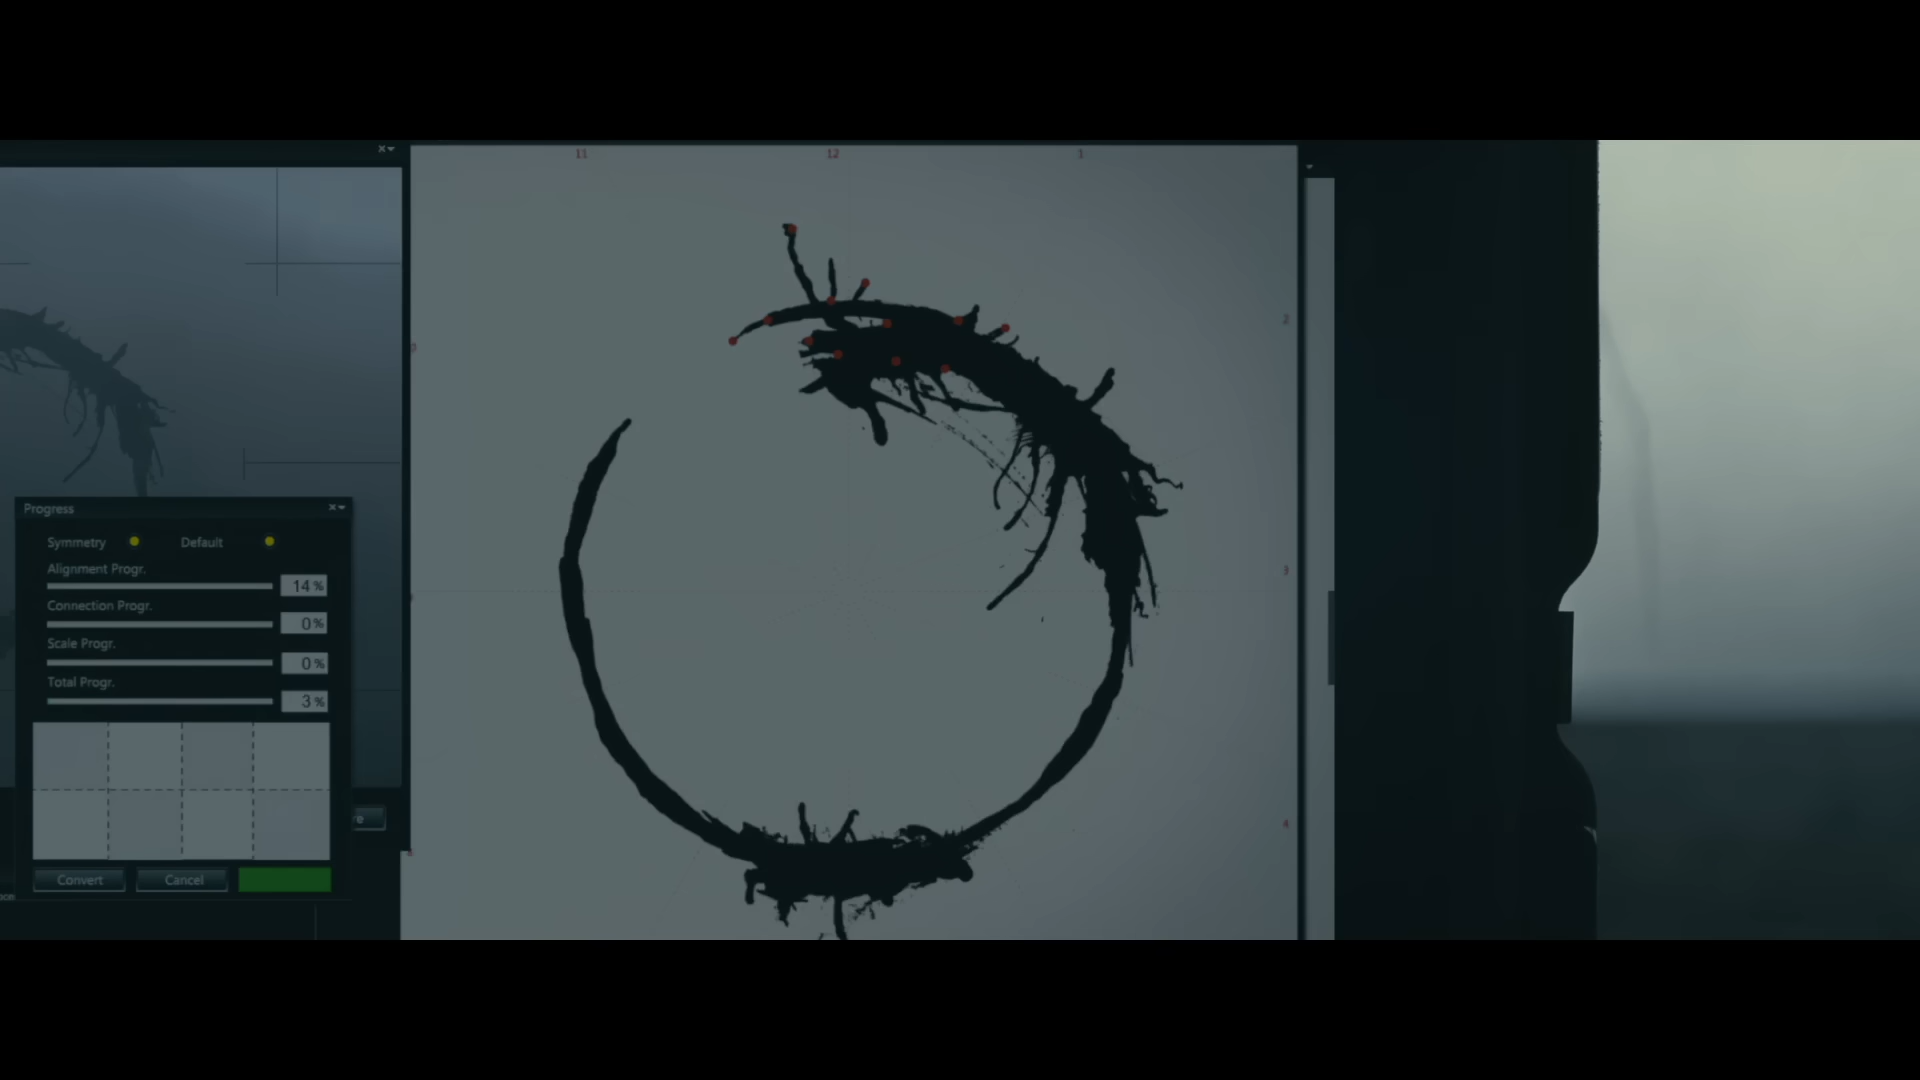 11 12 1
2
3
4
Progress
Symmetry Default
Alignment Progr.
14 %
Connection Progr.
0 %
Scale Progr.
0 %
Total Progr.
3 %
Convert Cancel